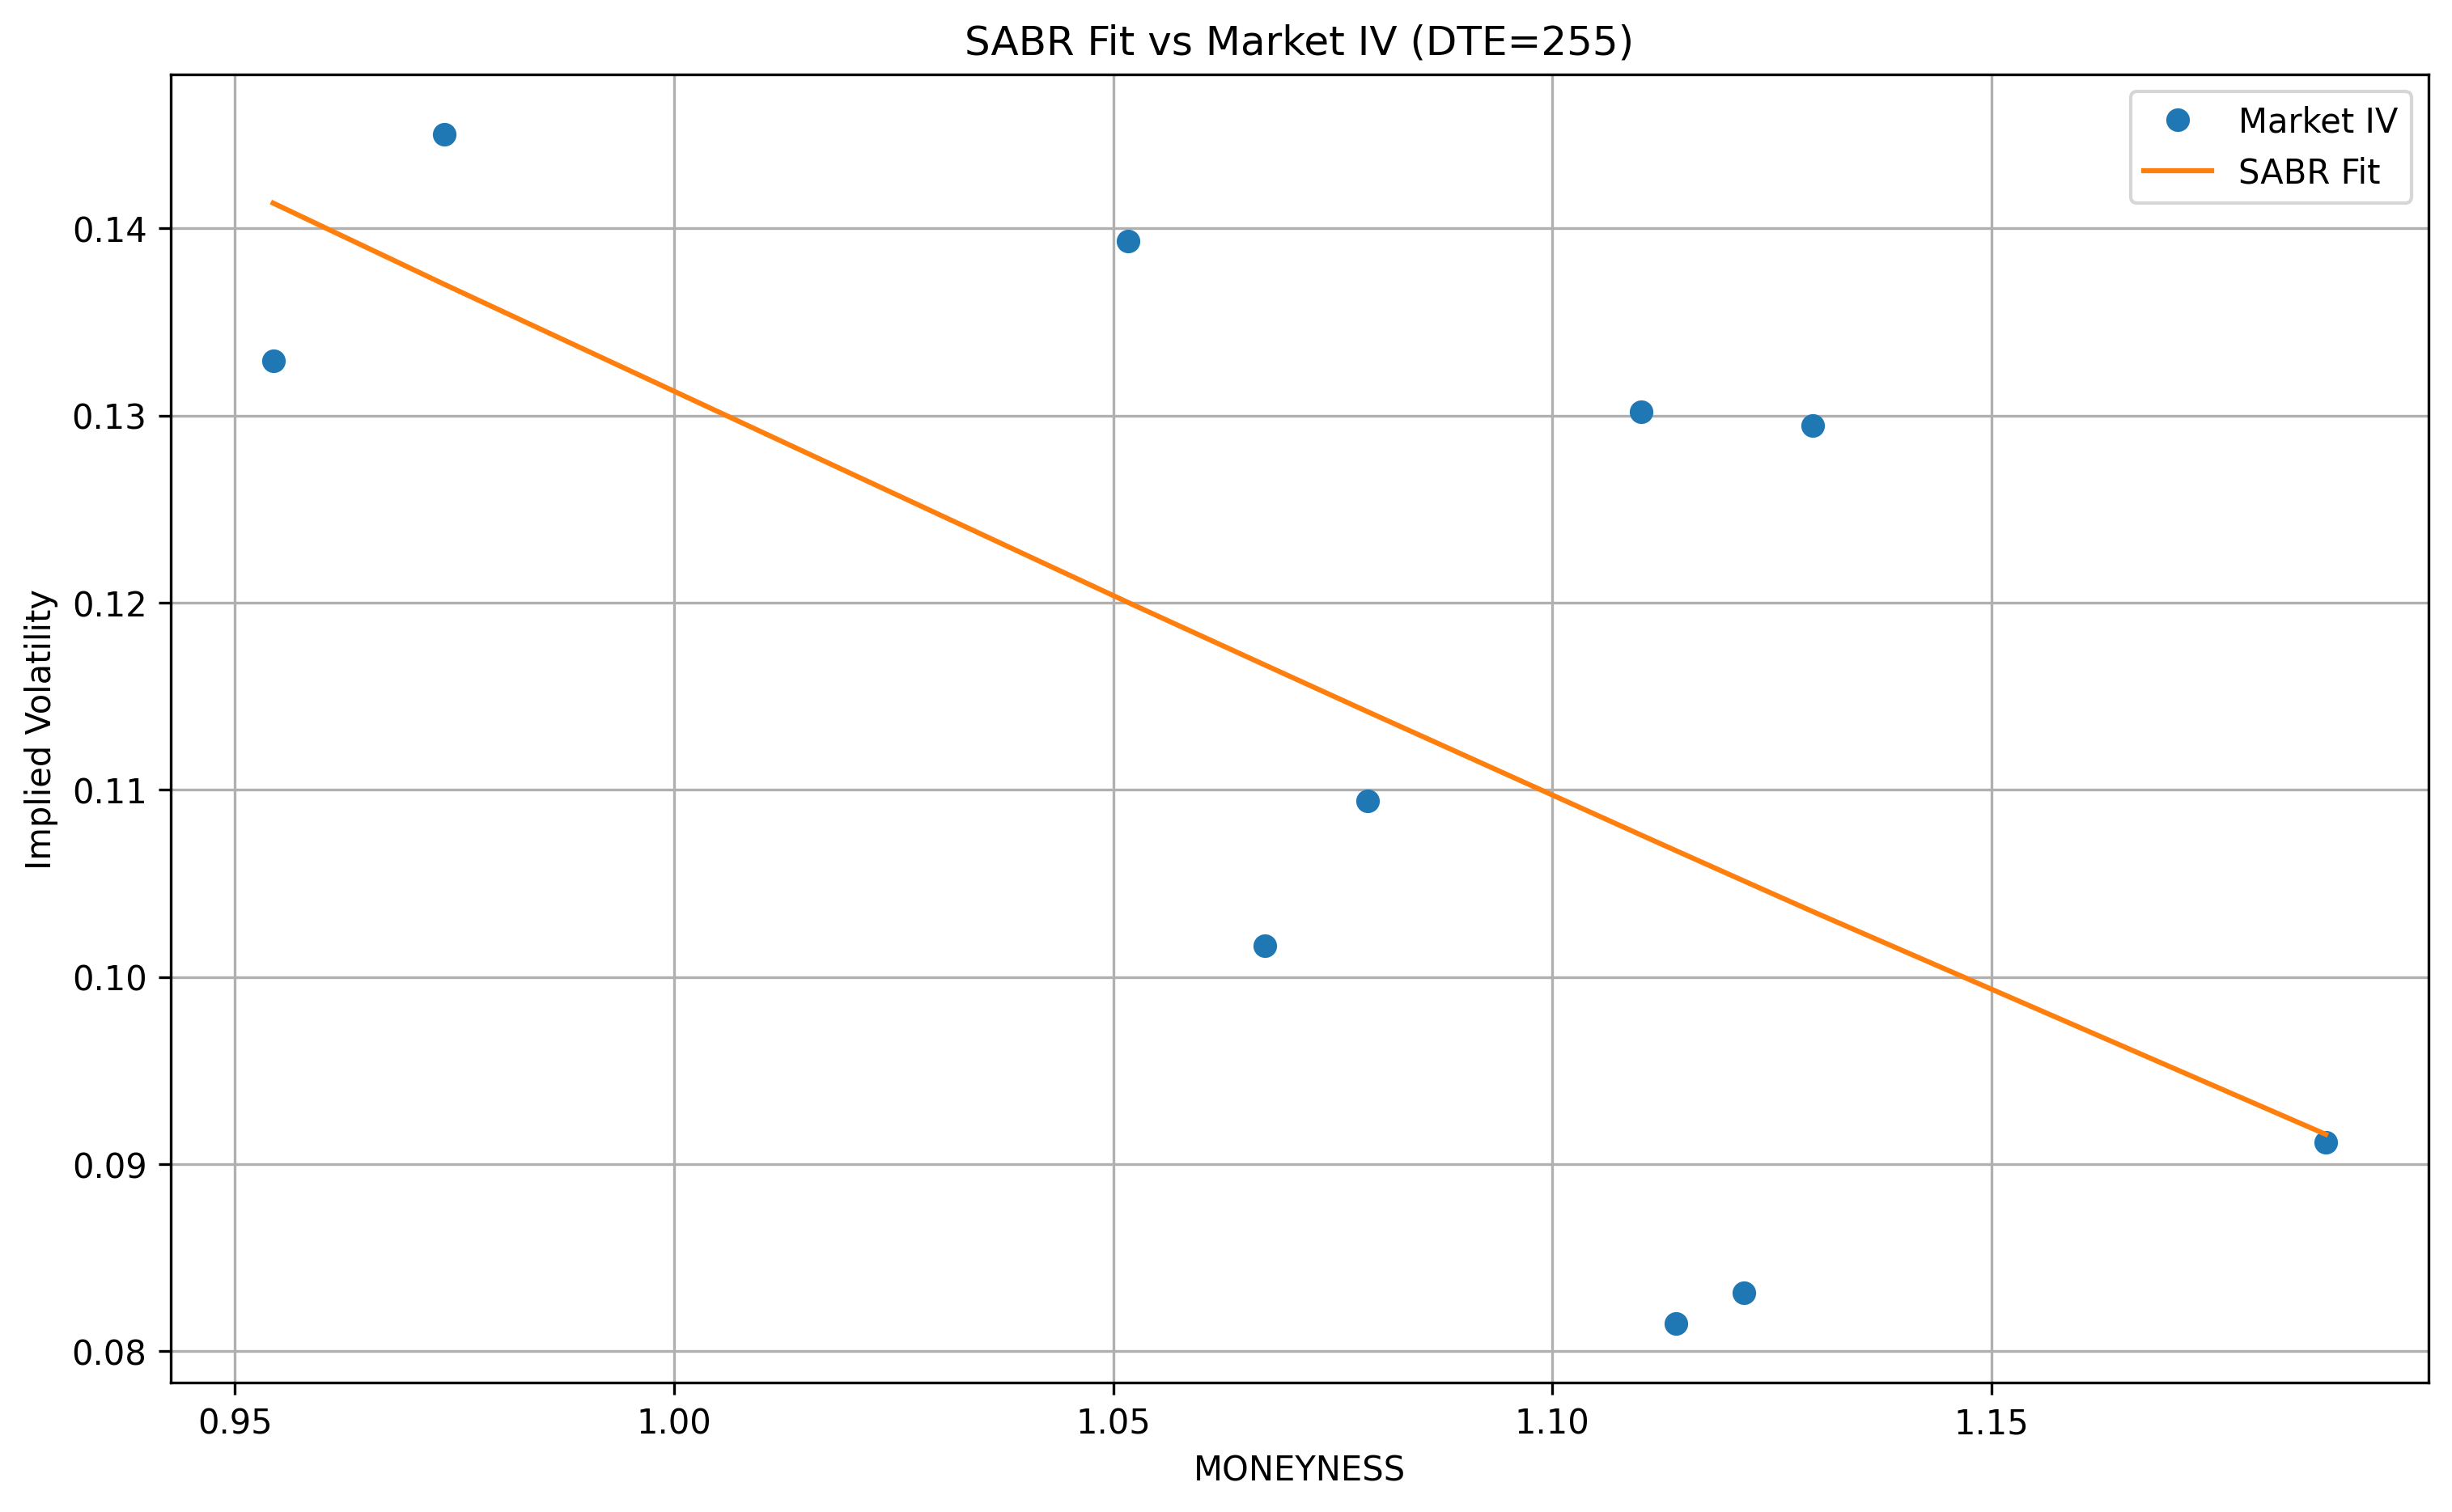 SABR Fit vs Market IV (DTE=255)
Market IV
SABR Fit
Implied Volatility
0.14
0.13
0.12
0.11
0.10
0.09
0.08
0.95
1.00
1.05
1.10
1.15
MONEYNESS